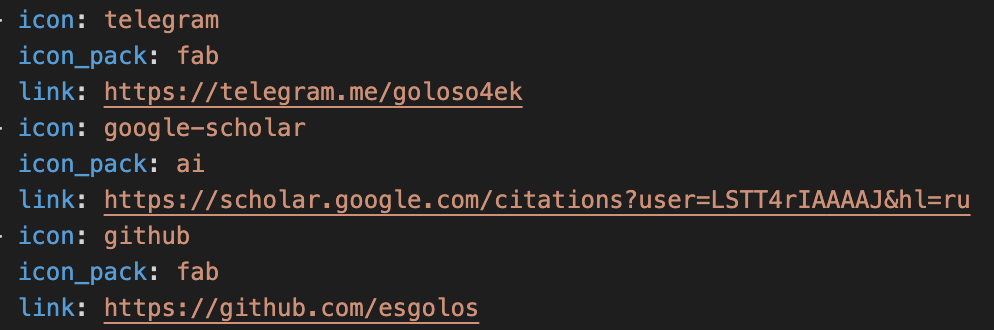 - icon: telegram
icon_pack: fab
link: https://telegram.me/goloso4ek
- icon: google-scholar
icon_pack: ai
link: https://scholar.google.com/citations?user=LSTT4rIAAAAJ&hl=ru
- icon: github
icon_pack: fab
link: https://github.com/esgolos